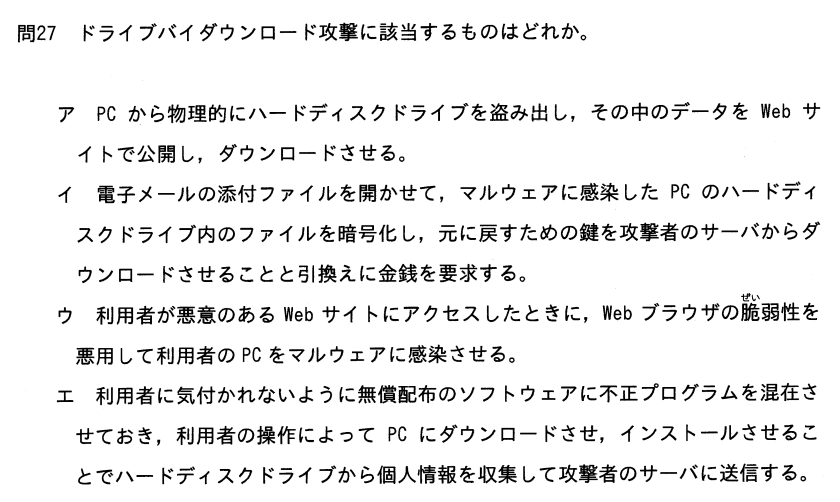 問27 ドライブバイダウンロード攻撃に該当するものはどれか。
ア PC から物理的にハードディスクドライブを盗み出し，その中のデータを Web サ
イトで公開し，ダウンロードさせる。
イ 電子メールの添付ファイルを開かせて，マルウェアに感染した PC のハードディ
スクドライブ内のファイルを暗号化し，元に戻すための鍵を攻撃者のサーバからダ
ウンロードさせることと引換えに金銭を要求する。
ぜい
ウ 利用者が悪意のある Web サイトにアクセスしたときに，Web ブラウザの脆弱性を
悪用して利用者の PC をマルウェアに感染させる。
エ 利用者に気付かれないように無償配布のソフトウェアに不正プログラムを混在さ
せておき，利用者の操作によって PC にダウンロードさせ，インストールさせるこ
とでハードディスクドライブから個人情報を収集して攻撃者のサーバに送信する。